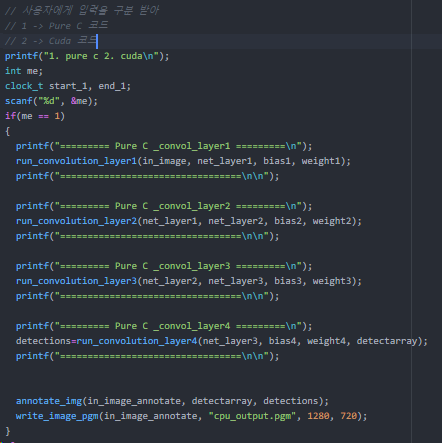 // 사용자에게 입력을 구분 받아
// 1 -> Pure C 코드
// 2 -> Cuda 코드
printf("1. pure c 2. cuda\n");
int me;
clock_t start_1, end_1;
scanf("%d", &me);
if(me == 1)
{
printf("========= Pure C _convol_layer1 =========\n");
run_convolution_layer1(in_image, net_layer1, bias1, weight1);
printf("=================================\n\n");
printf("========= Pure C _convol_layer2 =========\n");
run_convolution_layer2(net_layer1, net_layer2, bias2, weight2);
printf("=================================\n\n");
printf("========= Pure C _convol_layer3 =========\n");
run_convolution_layer3(net_layer2, net_layer3, bias3, weight3);
printf("=================================\n\n");
printf("========= Pure C _convol_layer4 =========\n");
detections=run_convolution_layer4(net_layer3, bias4, weight4, detectarray);
printf("=================================\n\n");
annotate_img(in_image_annotate, detectarray, detections);
write_image_pgm(in_image_annotate, "cpu_output.pgm", 1280, 720);
}